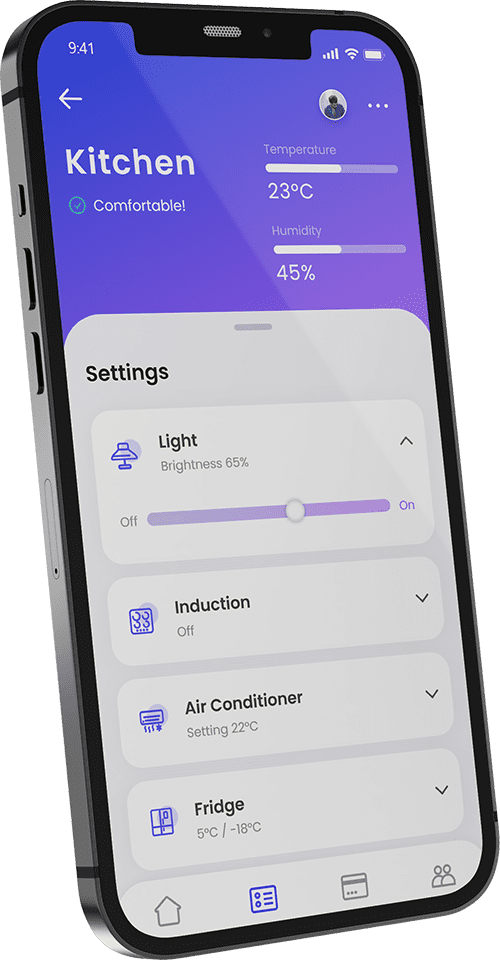 9:41
Kitchen
Comfortable!
Temperature
23°C
Humidity
45%
Settings
Light
Brightness 65%
Off
On
Induction
Off
Air Conditioner
Setting 22°C
Fridge
5°C / -18°C